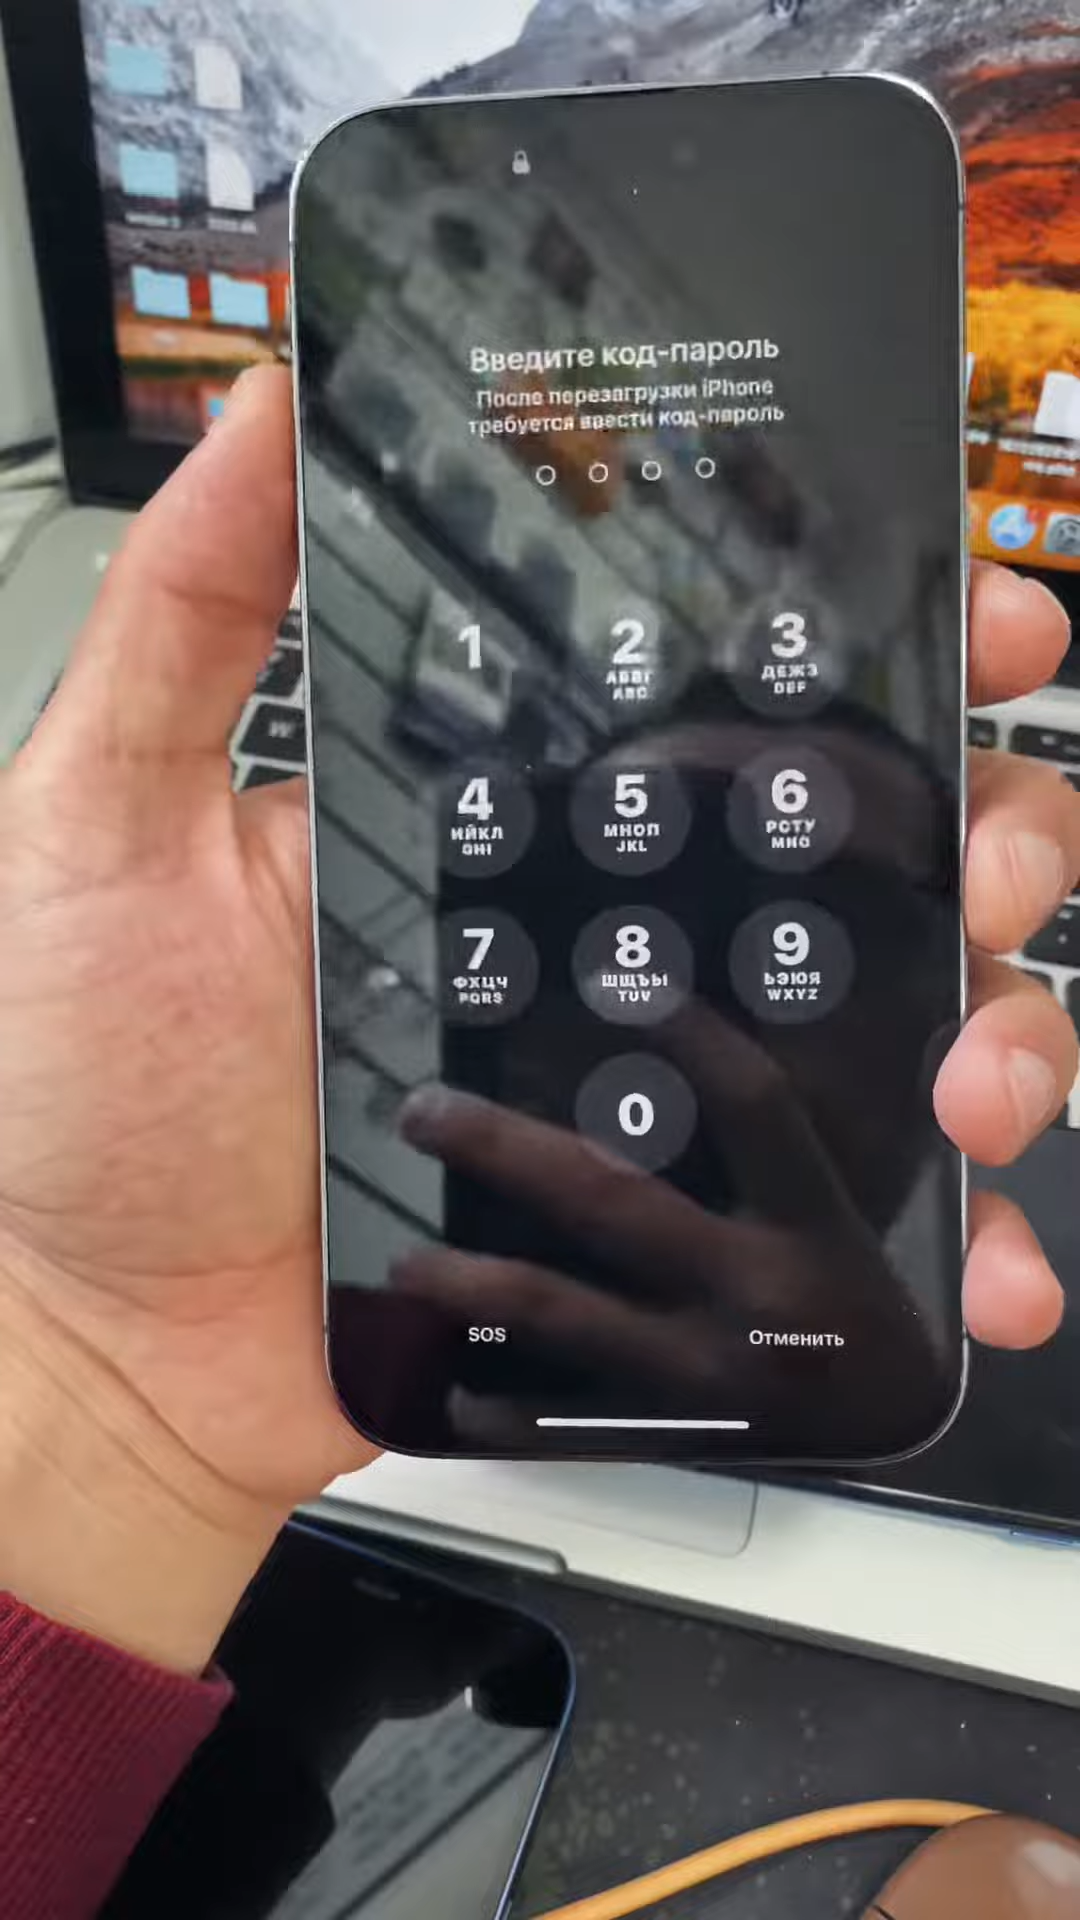 Введите код-пароль
После перезагрузки iPhone
требуется ввести код-пароль
1
2
АБВГ
ABC
3
ДЕЖЗ
DEF
4
ИЙКЛ
GHI
5
МНОП
JKL
6
РСТУ
MNO
7
ФХЦЧ
PQRS
8
ШЩЪЫ
TUV
9
ЬЭЮЯ
WXYZ
0
SOS
Отменить
W